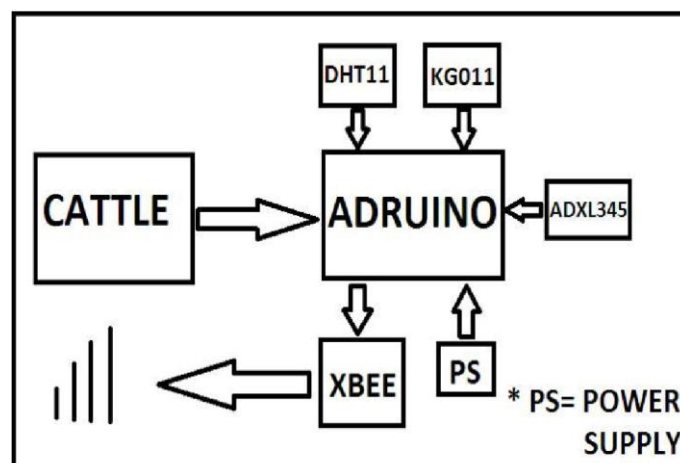 DHT11
KG011
CATTLE
ADRUINO
ADXL345
XBEE
PS
* PS= POWER
SUPPLY